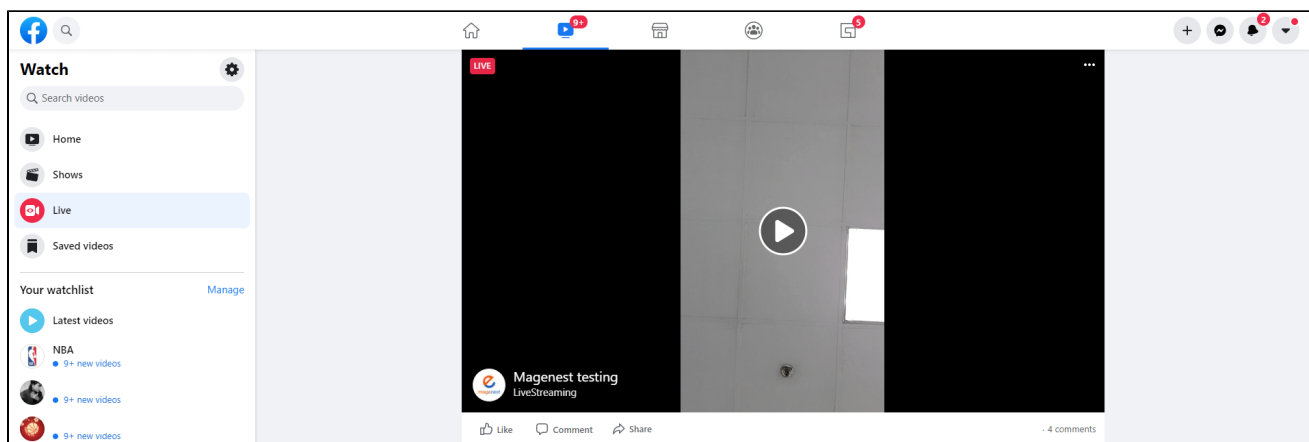 9+
5
2
Watch
Search videos
Home
Shows
Live
Saved videos
Your watchlist
Manage
Latest videos
NBA
9+ new videos
9+ new videos
9+ new videos
LIVE
magenest
Magenest testing
LiveStreaming
Like
Comment
Share
· 4 comments